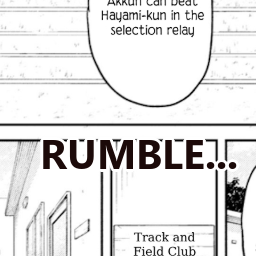 Akkun can beat
Hayami-kun in the
selection relay
RUMBLE...
Track and
Field Club